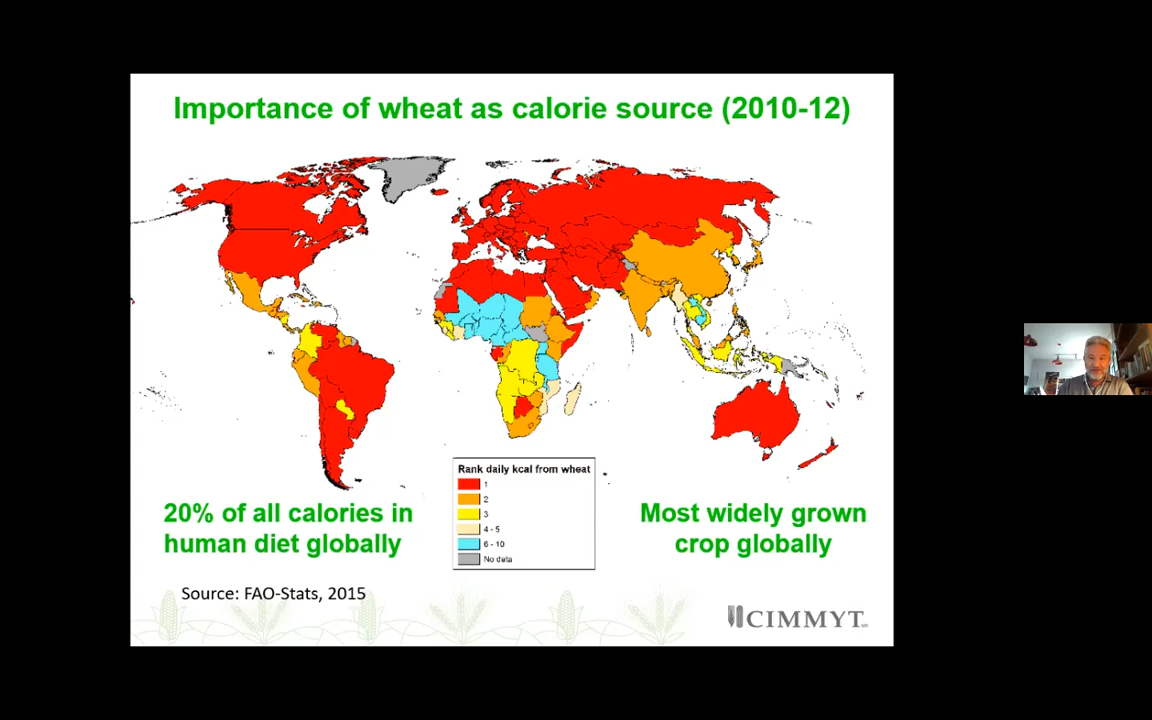 Importance of wheat as calorie source (2010-12)
Rank daily kcal from wheat
1
2
3
4 - 5
6 - 10
No data
20% of all calories in
human diet globally
Most widely grown
crop globally
Source: FAO-Stats, 2015
CIMMYT